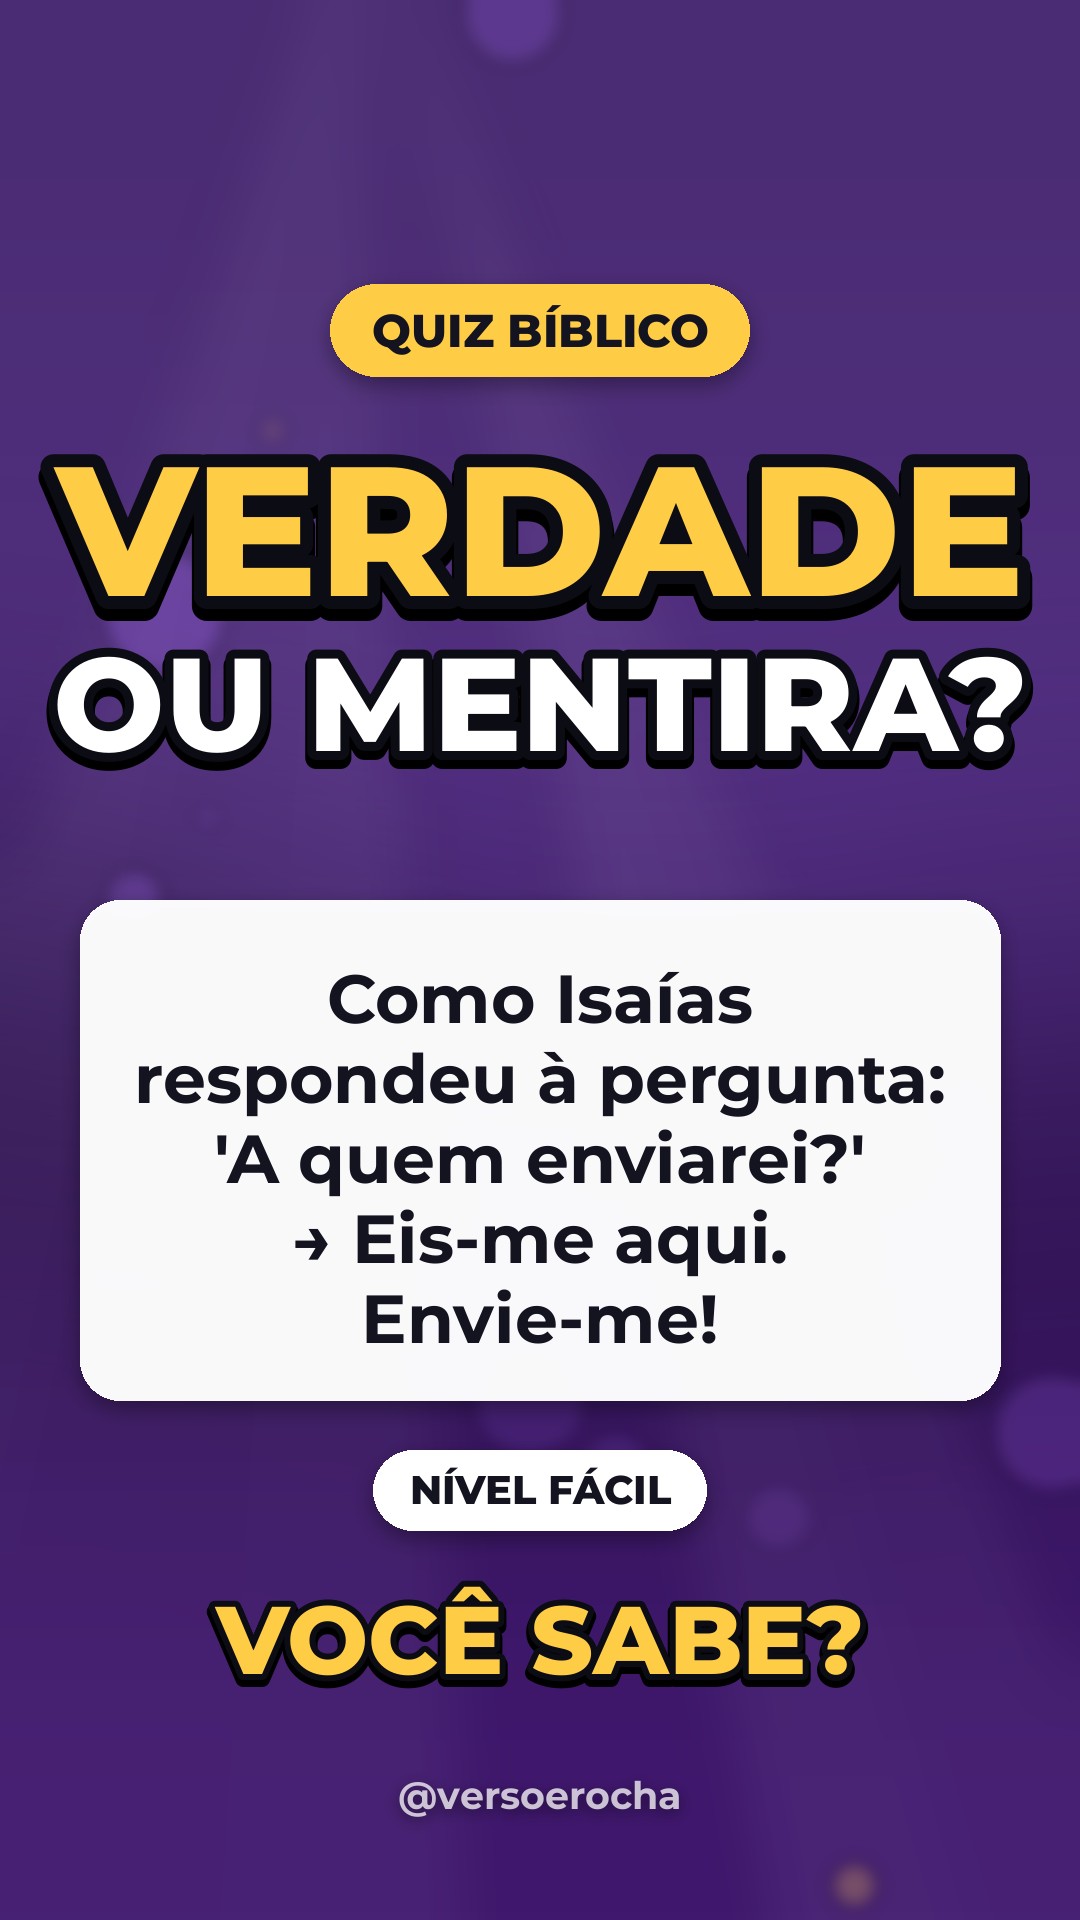 QUIZ BÍBLICO
VERDADE
OU MENTIRA?
Como Isaías
respondeu à pergunta:
'A quem enviarei?'
→ Eis-me aqui.
Envie-me!
NÍVEL FÁCIL
VOCÊ SABE?
@versoerocha